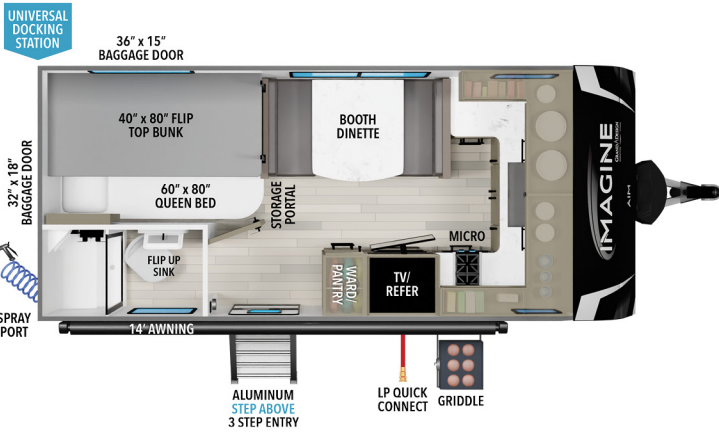 UNIVERSAL
DOCKING
STATION
36" x 15"
BAGGAGE DOOR
32" x 18"
BAGGAGE DOOR
40" x 80" FLIP
TOP BUNK
BOOTH
DINETTE
60" x 80"
QUEEN BED
STORAGE
PORTAL
FLIP UP
SINK
WARD/
PANTRY
TV/
REFER
MICRO
IMAGINE
GRAND DESIGN
AIM
SPRAY
PORT
14' AWNING
ALUMINUM
STEP ABOVE
3 STEP ENTRY
LP QUICK
CONNECT
GRIDDLE